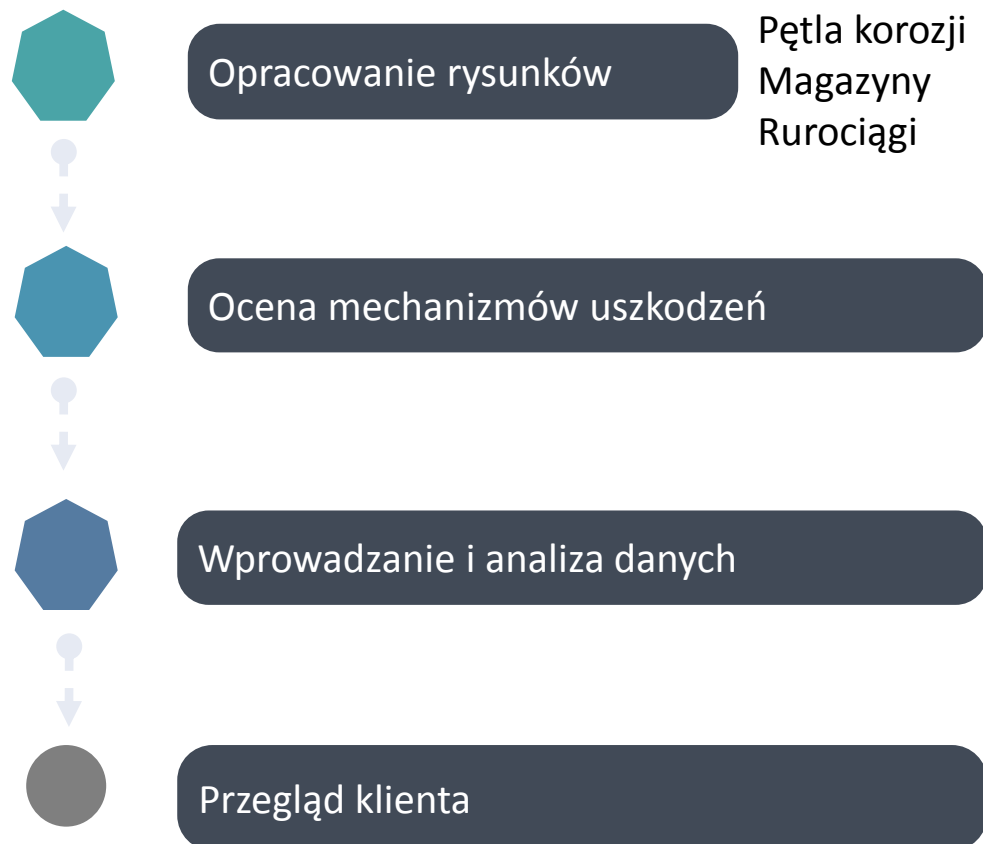 Opracowanie rysunków
Pętla korozji
Magazyny
Rurociągi
Ocena mechanizmów uszkodzeń
Wprowadzanie i analiza danych
Przegląd klienta